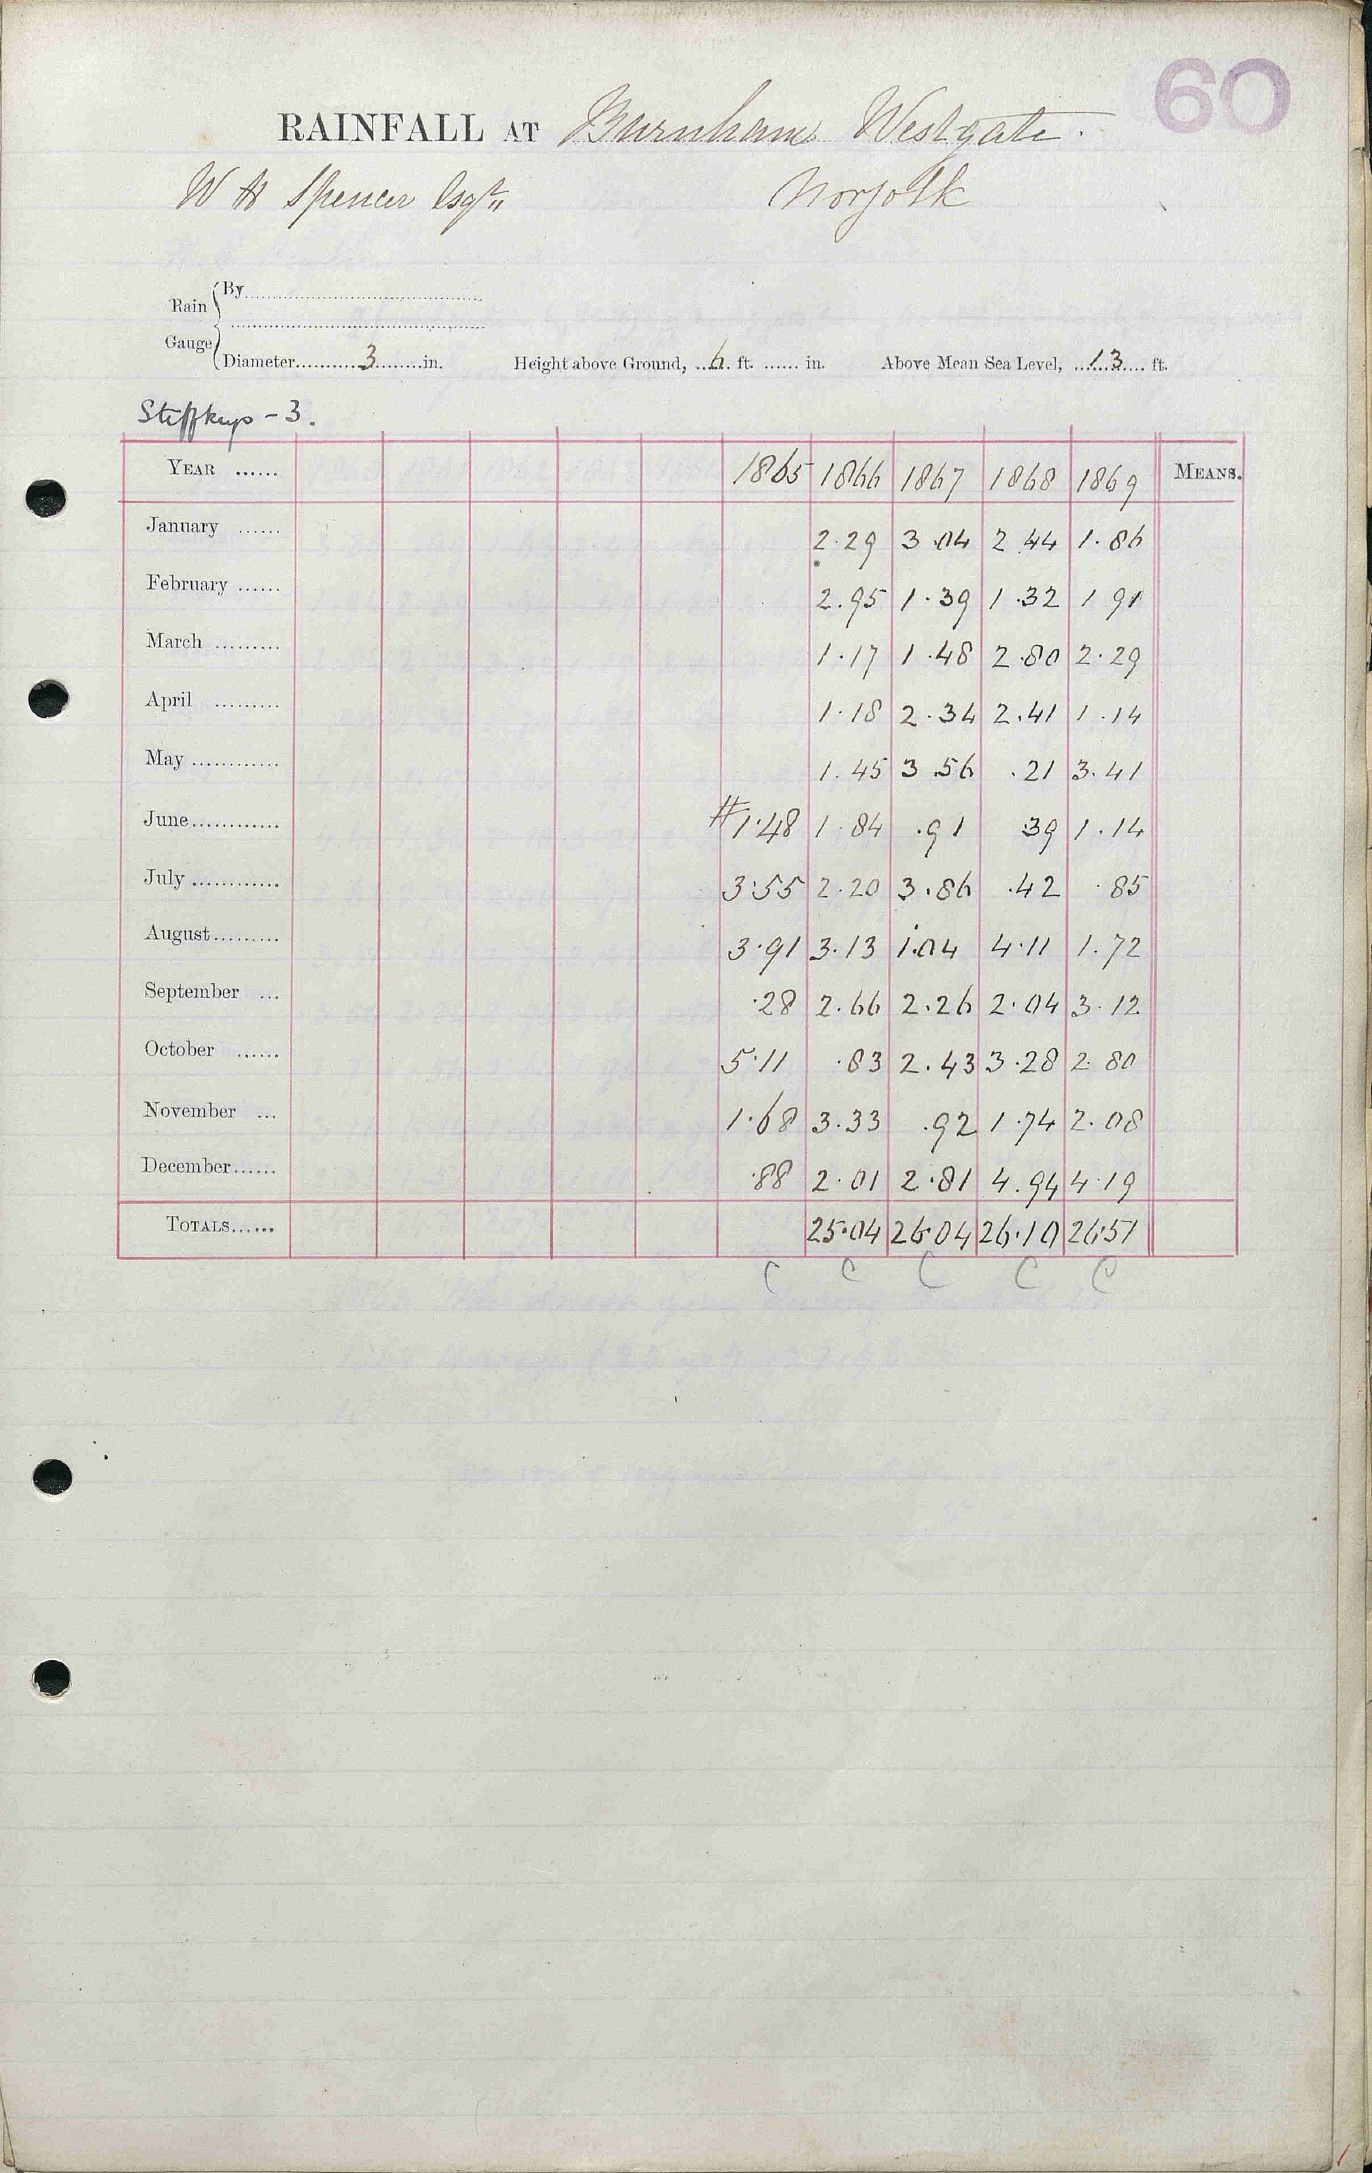 60
RAINFALL AT Burnham Westgate.
W H Spencer Esqre Norfolk
Rain Gauge { By
Diameter 3 in. Height above Ground, 6 ft. in. Above Mean Sea Level, 13 ft.
Stiffkeys - 3.
YEAR 1865 1866 1867 1868 1869 MEANS.
January 2.29 3.04 2.44 1.86
February 2.95 1.39 1.32 1.91
March 1.17 1.48 2.80 2.29
April 1.18 2.34 2.41 1.14
May 1.45 3.56 .21 3.41
June #1.48 1.84 .91 .39 1.14
July 3.55 2.20 3.86 .42 .85
August 3.91 3.13 1.04 4.11 1.72
September .28 2.66 2.26 2.04 3.12
October 5.11 .83 2.43 3.28 2.80
November 1.68 3.33 .92 1.74 2.08
December .88 2.01 2.81 4.94 4.19
TOTALS 25.04 26.04 26.10 26.51
C C C C C